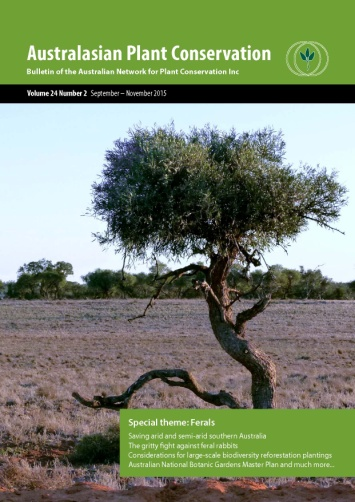 Australasian Plant Conservation
Bulletin of the Australian Network for Plant Conservation Inc
Volume 24 Number 2 September – November 2015
Special theme: Ferals
Saving arid and semi-arid southern Australia
The gritty fight against feral rabbits
Considerations for large-scale biodiversity reforestation plantings
Australian National Botanic Gardens Master Plan and much more...